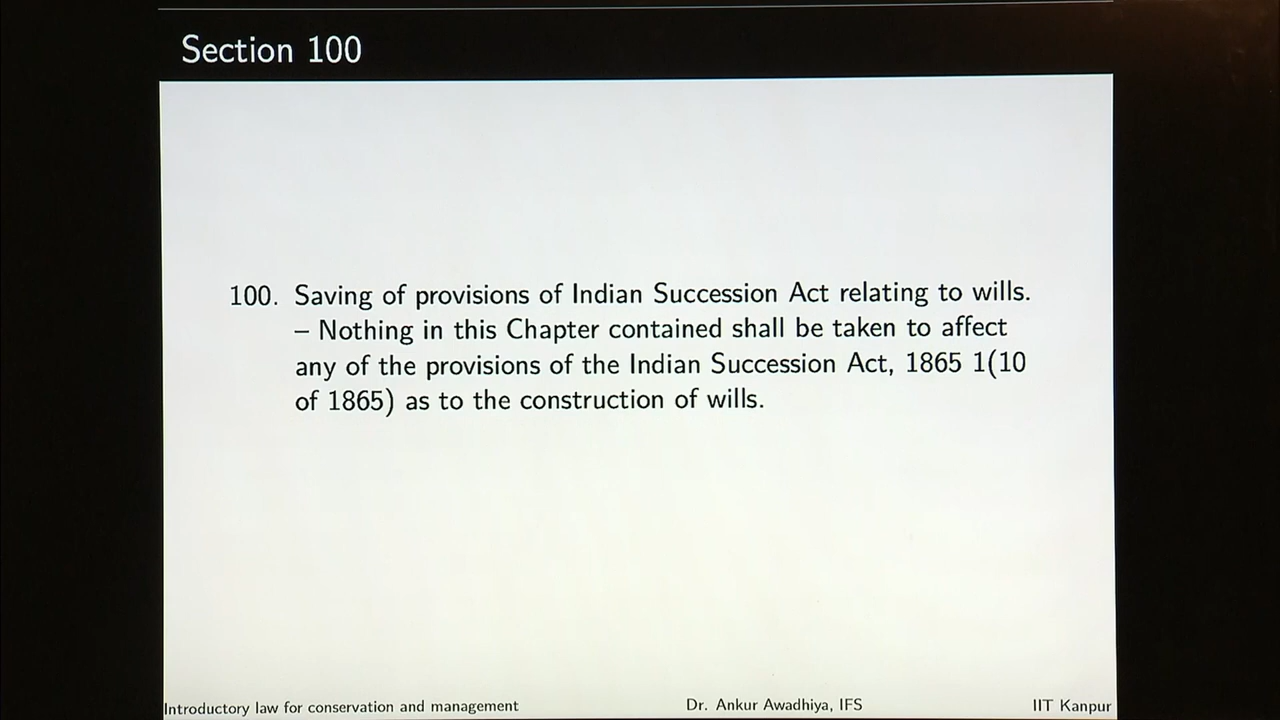 Section 100
100. Saving of provisions of Indian Succession Act relating to wills.
– Nothing in this Chapter contained shall be taken to affect
any of the provisions of the Indian Succession Act, 1865 1(10
of 1865) as to the construction of wills.
Introductory law for conservation and management Dr. Ankur Awadhiya, IFS IIT Kanpur